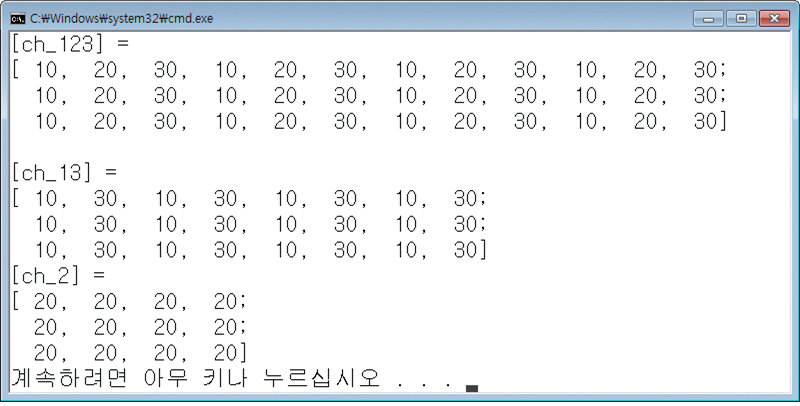 C:\Windows\system32\cmd.exe
[ch_123] =
[ 10, 20, 30, 10, 20, 30, 10, 20, 30, 10, 20, 30;
10, 20, 30, 10, 20, 30, 10, 20, 30, 10, 20, 30;
10, 20, 30, 10, 20, 30, 10, 20, 30, 10, 20, 30]
[ch_13] =
[ 10, 30, 10, 30, 10, 30, 10, 30;
10, 30, 10, 30, 10, 30, 10, 30;
10, 30, 10, 30, 10, 30, 10, 30]
[ch_2] =
[ 20, 20, 20, 20;
20, 20, 20, 20;
20, 20, 20, 20]
계속하려면 아무 키나 누르십시오 . . .